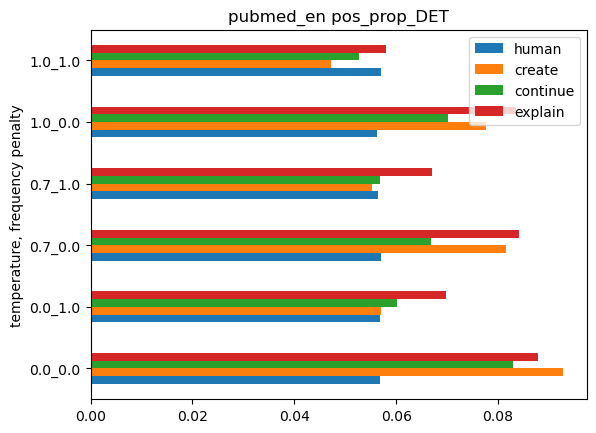 pubmed_en pos_prop_DET
human
create
continue
explain
temperature, frequency penalty
1.0_1.0
1.0_0.0
0.7_1.0
0.7_0.0
0.0_1.0
0.0_0.0
0.00 0.02 0.04 0.06 0.08